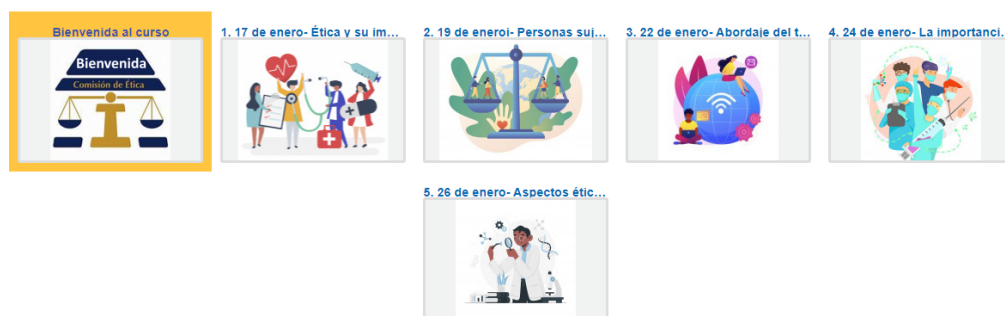 Bienvenida al curso
Bienvenida
Comisión de Ética
1. 17 de enero- Ética y su im...
2. 19 de eneroi- Personas suj...
3. 22 de enero- Abordaje del t...
4. 24 de enero- La importanci...
5. 26 de enero- Aspectos étic...